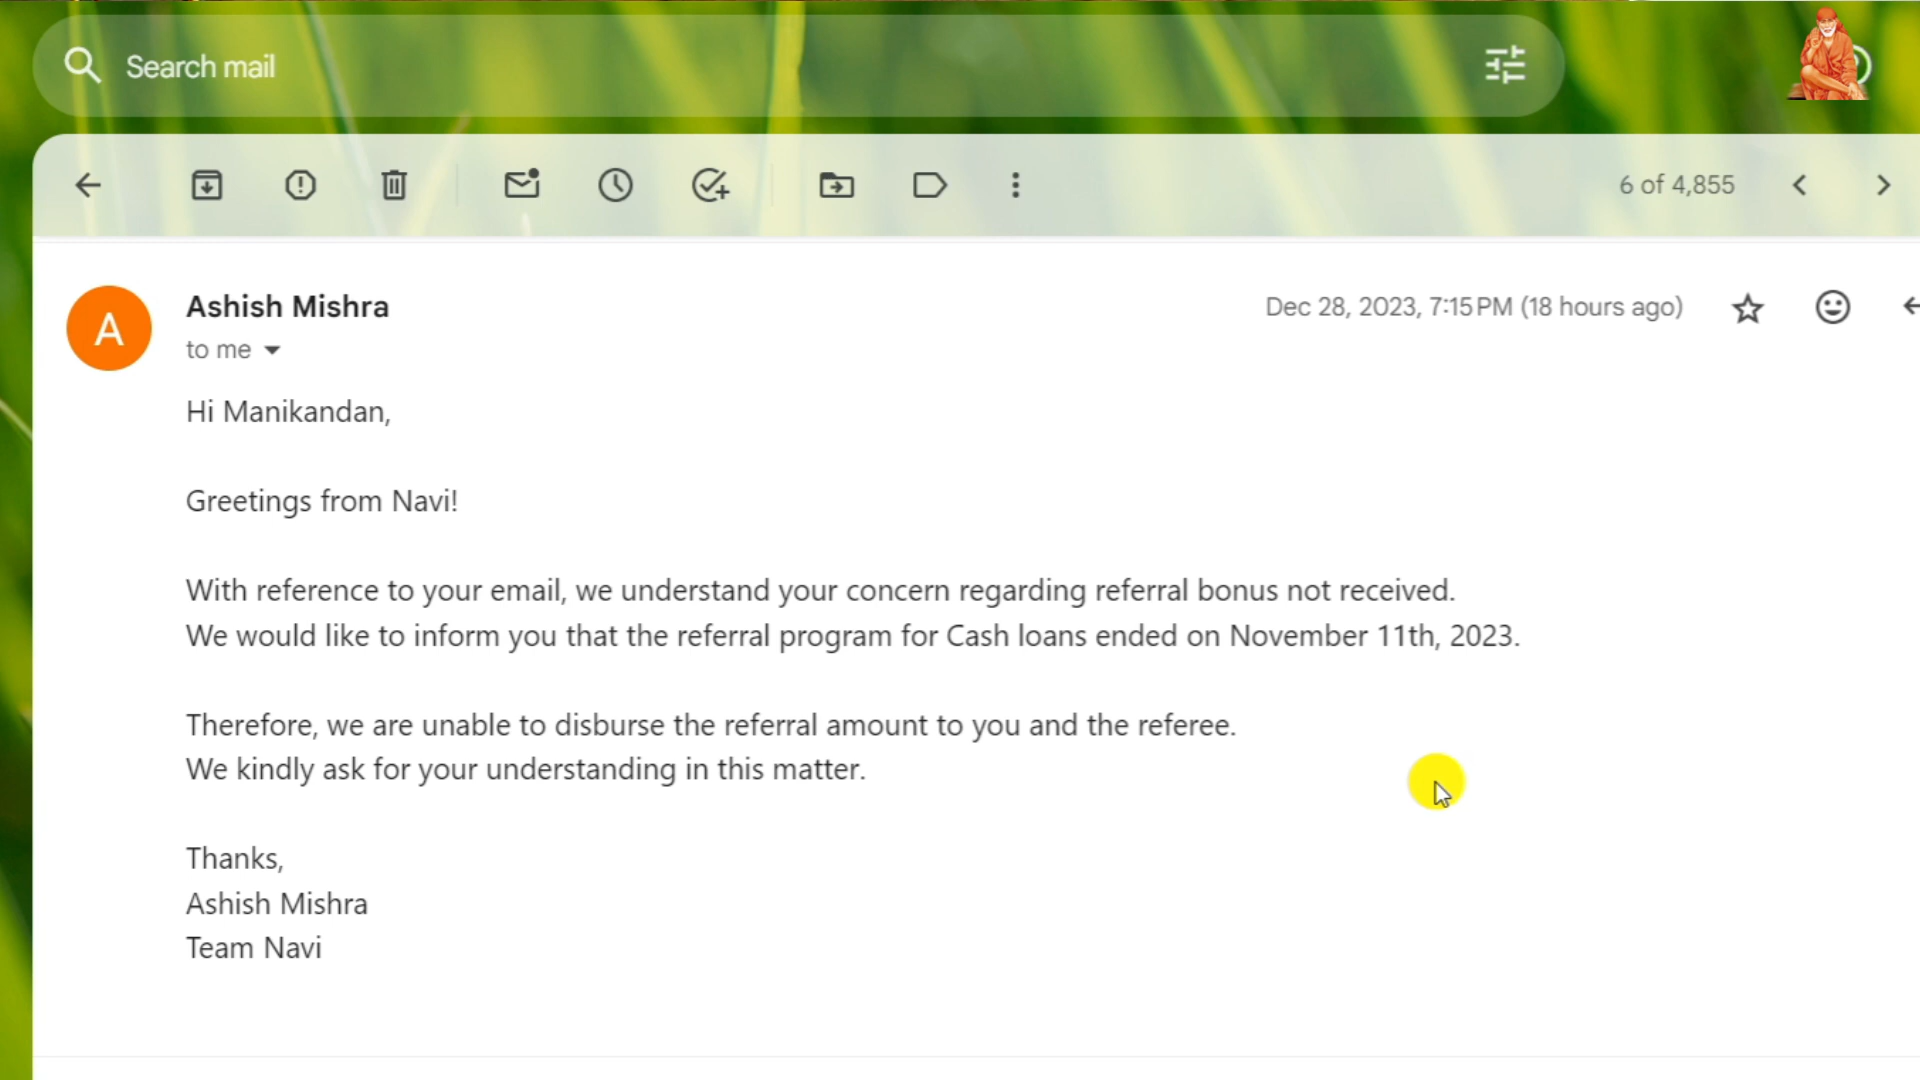 Search mail
6 of 4,855
A
Ashish Mishra
Dec 28, 2023, 7:15 PM (18 hours ago)
to me
Hi Manikandan,
Greetings from Navi!
With reference to your email, we understand your concern regarding referral bonus not received.
We would like to inform you that the referral program for Cash loans ended on November 11th, 2023.
Therefore, we are unable to disburse the referral amount to you and the referee.
We kindly ask for your understanding in this matter.
Thanks,
Ashish Mishra
Team Navi